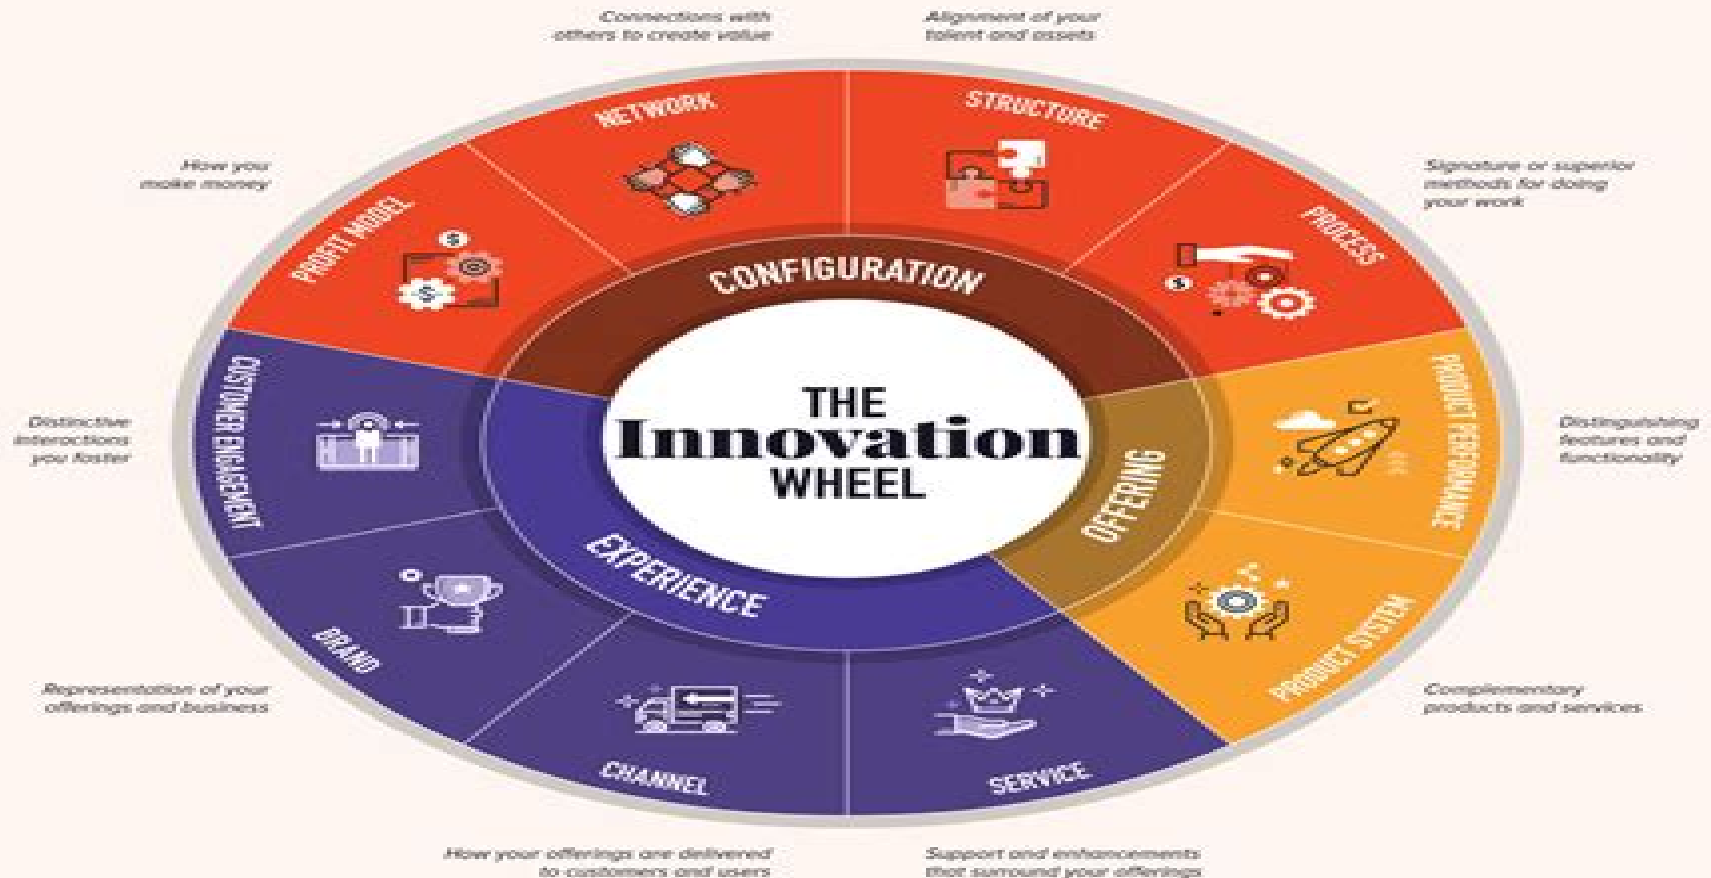 Connections with
others to create value
Alignment of your
talent and assets
NETWORK
STRUCTURE
How you
make money
Signature or superior
methods for doing
your work
PROFIT MODEL
PROCESS
CONFIGURATION
THE
Innovation
WHEEL
CUSTOMER ENGAGEMENT
PRODUCT PERFORMANCE
Distinctive
interactions
you foster
Distinguishing
features and
functionality
OFFERING
EXPERIENCE
BRAND
PRODUCT SYSTEM
Representation of your
offerings and business
Complementary
products and services
CHANNEL
SERVICE
How your offerings are delivered
to customers and users
Support and enhancements
that surround your offerings